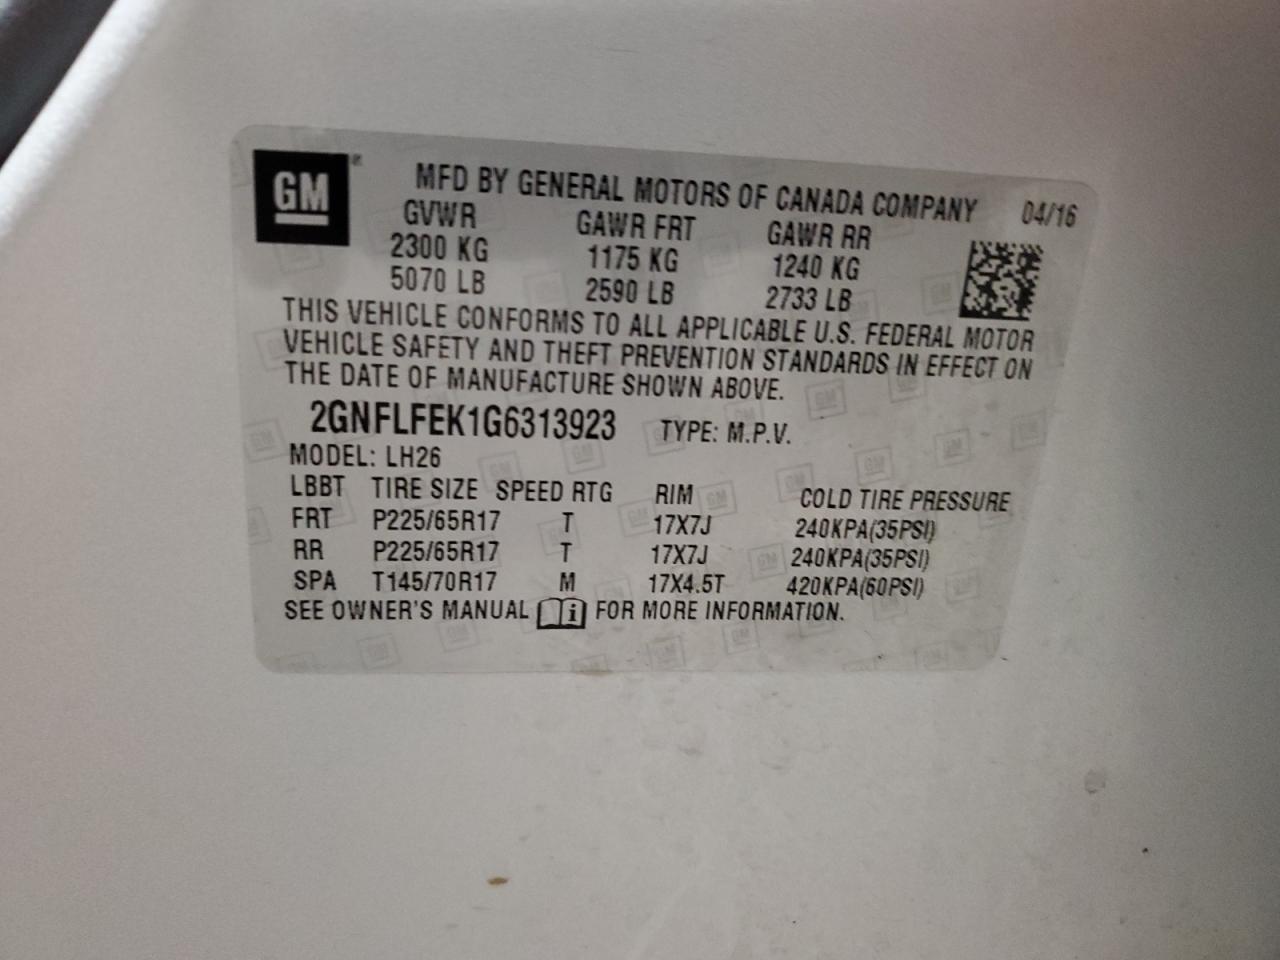 GM
MFD BY GENERAL MOTORS OF CANADA COMPANY 04/16
GVWR GAWR FRT GAWR RR
2300 KG 1175 KG 1240 KG
5070 LB 2590 LB 2733 LB
THIS VEHICLE CONFORMS TO ALL APPLICABLE U.S. FEDERAL MOTOR
VEHICLE SAFETY AND THEFT PREVENTION STANDARDS IN EFFECT ON
THE DATE OF MANUFACTURE SHOWN ABOVE.
2GNFLFEK1G6313923 TYPE: M.P.V.
MODEL: LH26
LBBT TIRE SIZE SPEED RTG RIM COLD TIRE PRESSURE
FRT P225/65R17 T 17X7J 240KPA(35PSI)
RR P225/65R17 T 17X7J 240KPA(35PSI)
SPA T145/70R17 M 17X4.5T 420KPA(60PSI)
SEE OWNER'S MANUAL i FOR MORE INFORMATION.